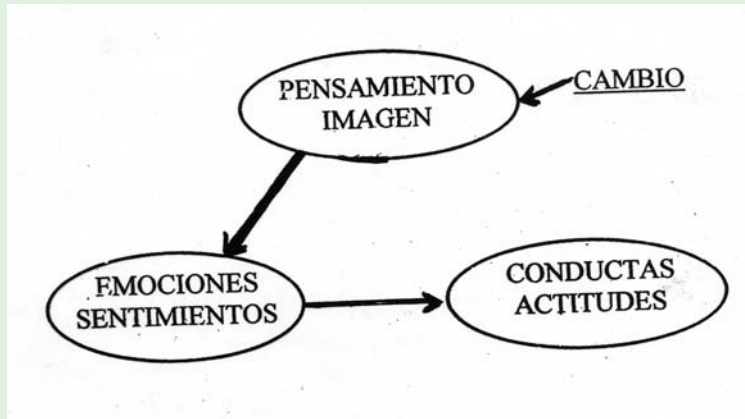 PENSAMIENTO
IMAGEN
CAMBIO
EMOCIONES
SENTIMIENTOS
CONDUCTAS
ACTITUDES